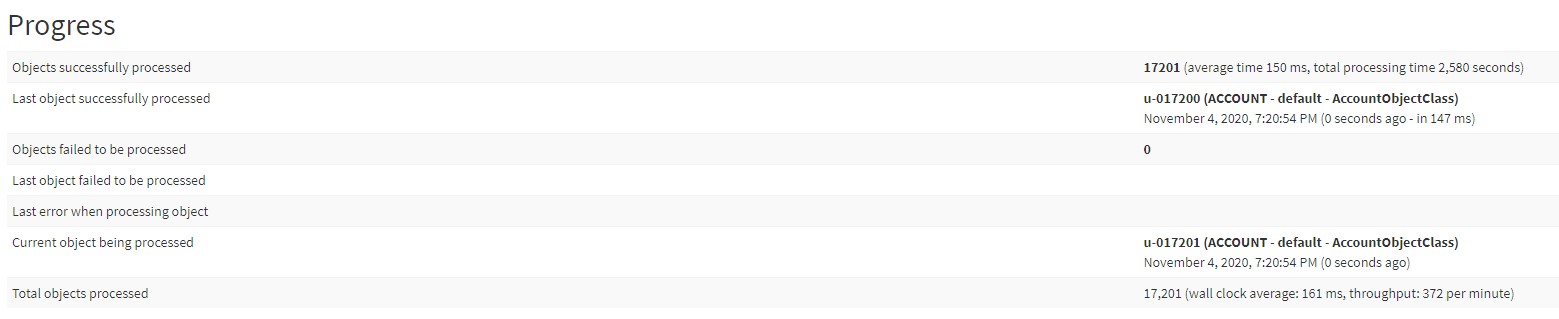 Progress
Objects successfully processed 17201 (average time 150 ms, total processing time 2,580 seconds)
Last object successfully processed u-017200 (ACCOUNT - default - AccountObjectClass)
November 4, 2020, 7:20:54 PM (0 seconds ago - in 147 ms)
Objects failed to be processed 0
Last object failed to be processed
Last error when processing object
Current object being processed u-017201 (ACCOUNT - default - AccountObjectClass)
November 4, 2020, 7:20:54 PM (0 seconds ago)
Total objects processed 17,201 (wall clock average: 161 ms, throughput: 372 per minute)